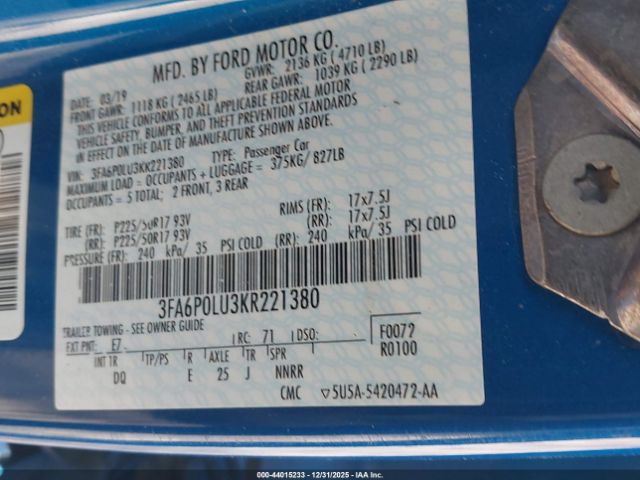 MFD. BY FORD MOTOR CO.
DATE: 03/19 GVWR: 2136 KG ( 4710 LB)
FRONT GAWR: 1118 KG ( 2465 LB) REAR GAWR: 1039 KG ( 2290 LB)
THIS VEHICLE CONFORMS TO ALL APPLICABLE FEDERAL MOTOR
VEHICLE SAFETY, BUMPER, AND THEFT PREVENTION STANDARDS
IN EFFECT ON THE DATE OF MANUFACTURE SHOWN ABOVE.
VIN: 3FA6P0LU3KR221380 TYPE: Passenger Car
MAXIMUM LOAD = OCCUPANTS + LUGGAGE = 375KG/ 827LB
OCCUPANTS = 5 TOTAL; 2 FRONT, 3 REAR
TIRE (FR): P225/50R17 93V RIMS (FR): 17x7.5J
(RR): P225/50R17 93V (RR): 17x7.5J
PRESSURE (FR): 240 kPa/ 35 PSI COLD (RR): 240 kPa/ 35 PSI COLD
3FA6P0LU3KR221380
TRAILER TOWING - SEE OWNER GUIDE
EXT PNT: E7 RC: 71 DSO: F0072
INT TR TP/PS R AXLE TR SPR R0100
DQ E 25 J NNRR
CMC ▽5U5A-5420472-AA
ON
© 2200-44015233 - 12/31/2025 - IAA Inc.